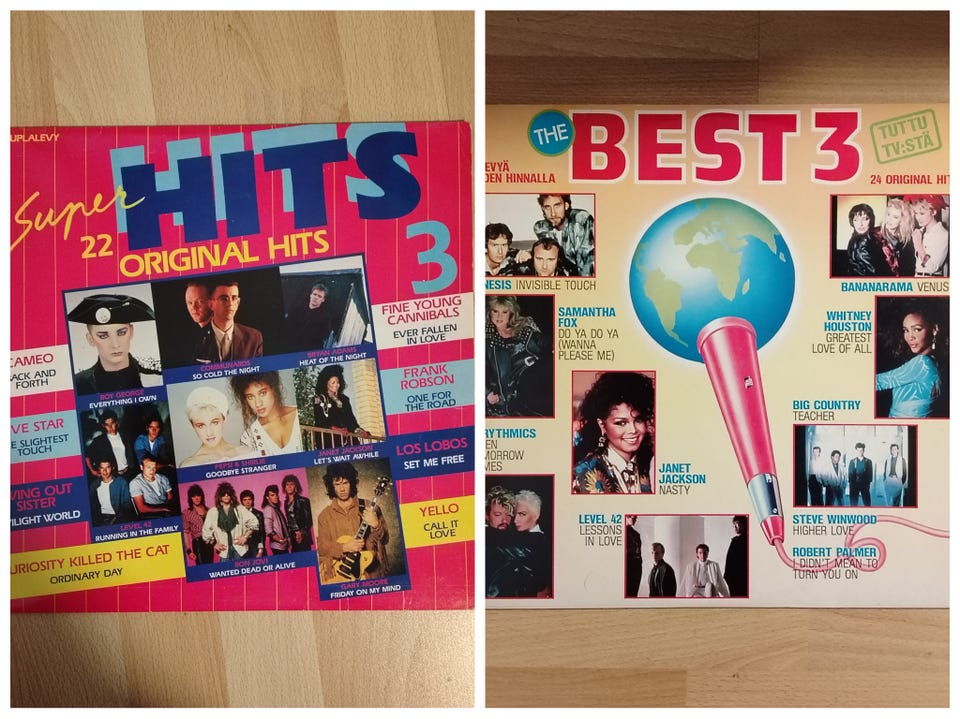 UPLALEVY
Super
HITS
22
ORIGINAL HITS
3
FINE YOUNG
CANNIBALS
EVER FALLEN
IN LOVE
CAMEO
ACK AND
FORTH
BOY GEORGE
EVERYTHING I OWN
COMMUNARDS
SO COLD THE NIGHT
BRYAN ADAMS
HEAT OF THE NIGHT
FRANK
ROBSON
ONE FOR
THE ROAD
VE STAR
E SLIGHTEST
TOUCH
LEVEL 42
RUNNING IN THE FAMILY
PEPSI & SHIRLIE
GOODBYE STRANGER
JANET JACKSON
LET'S WAIT AWHILE
LOS LOBOS
SET ME FREE
WING OUT
SISTER
WILIGHT WORLD
BON JOVI
WANTED DEAD OR ALIVE
GARY MOORE
FRIDAY ON MY MIND
YELLO
CALL IT
LOVE
URIOSITY KILLED THE CAT
ORDINARY DAY
THE
BEST 3
TUTTU
TV:STÄ
EVYÄ
DEN HINNALLA
24 ORIGINAL HIT
NESIS INVISIBLE TOUCH
BANANARAMA VENUS
SAMANTHA
FOX
DO YA DO YA
(WANNA
PLEASE ME)
WHITNEY
HOUSTON
GREATEST
LOVE OF ALL
BIG COUNTRY
TEACHER
RYTHMICS
EN
MORROW
MES
JANET
JACKSON
NASTY
LEVEL 42
LESSONS
IN LOVE
STEVE WINWOOD
HIGHER LOVE
ROBERT PALMER
I DIDN'T MEAN TO
TURN YOU ON